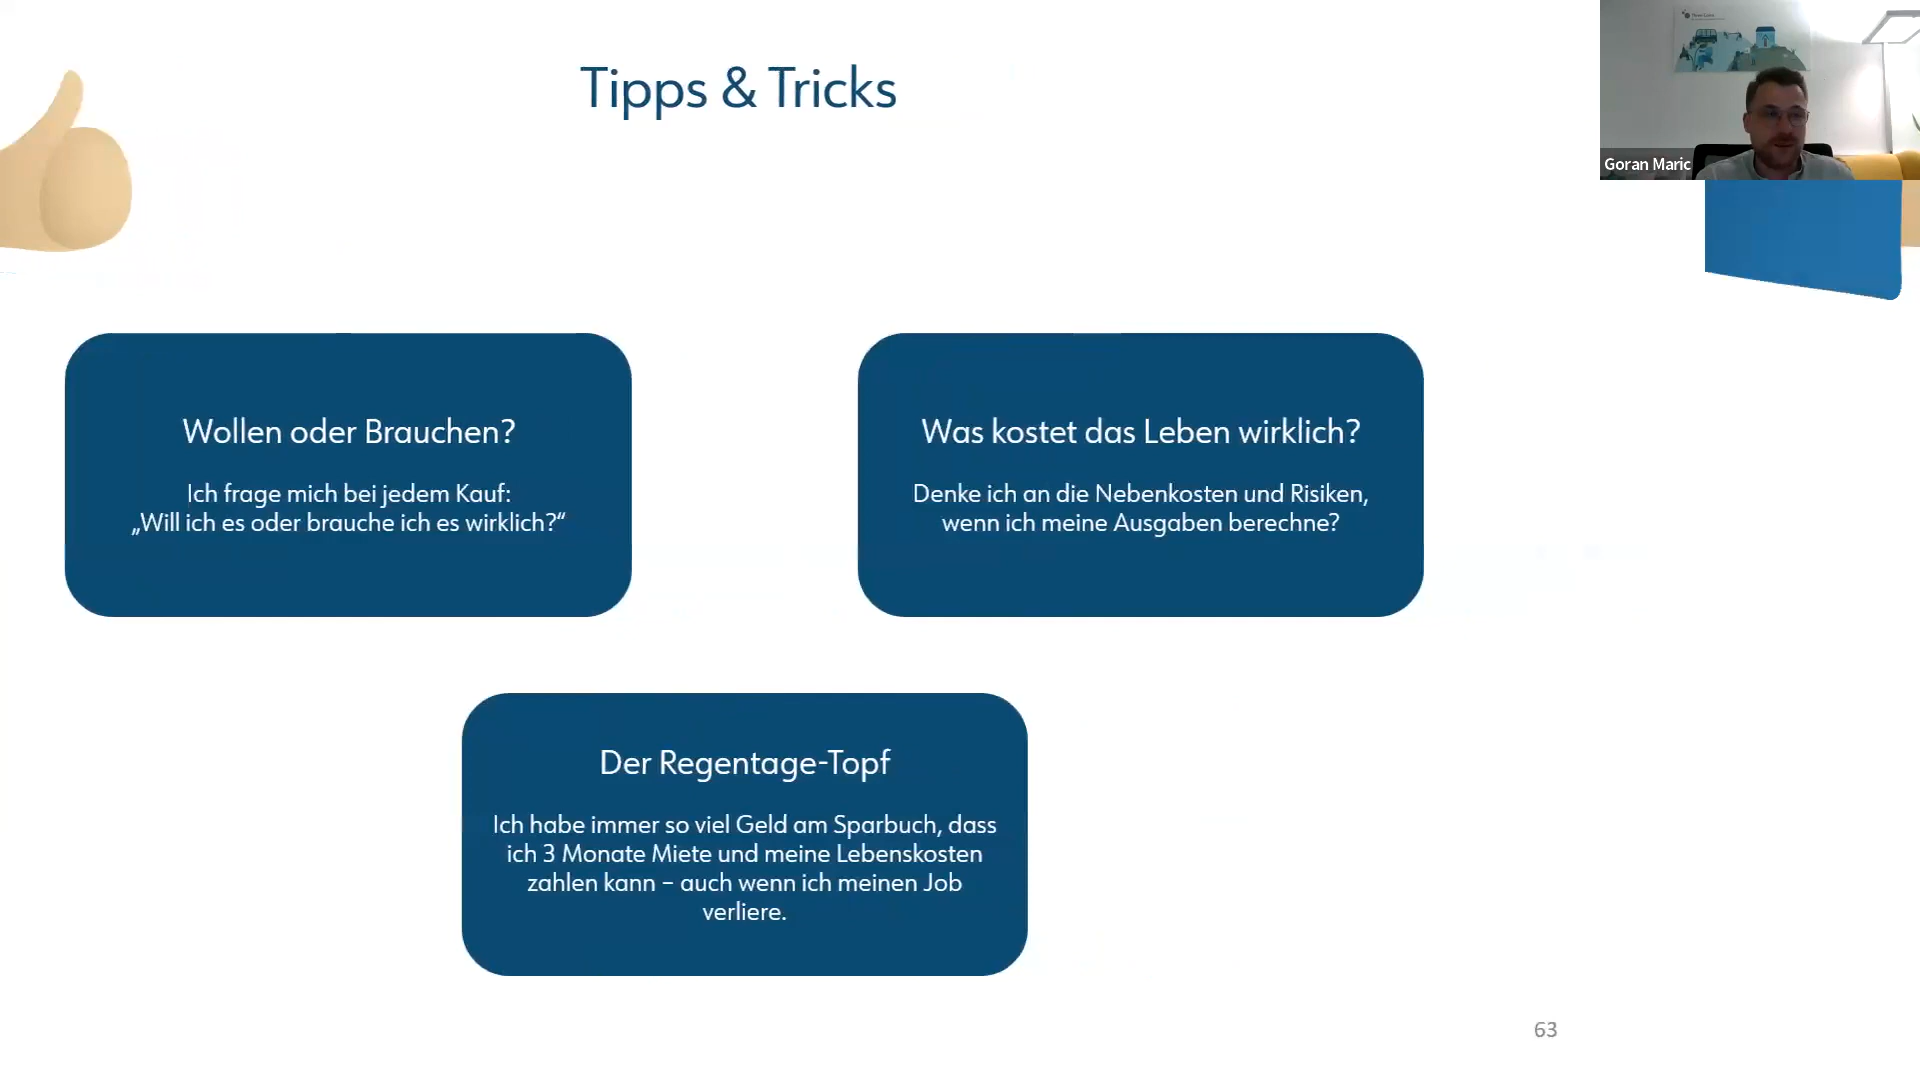 Tipps & Tricks
Goran Maric
Wollen oder Brauchen?
Ich frage mich bei jedem Kauf:
„Will ich es oder brauche ich es wirklich?“
Was kostet das Leben wirklich?
Denke ich an die Nebenkosten und Risiken,
wenn ich meine Ausgaben berechne?
Der Regentage-Topf
Ich habe immer so viel Geld am Sparbuch, dass
ich 3 Monate Miete und meine Lebenskosten
zahlen kann – auch wenn ich meinen Job
verliere.
63